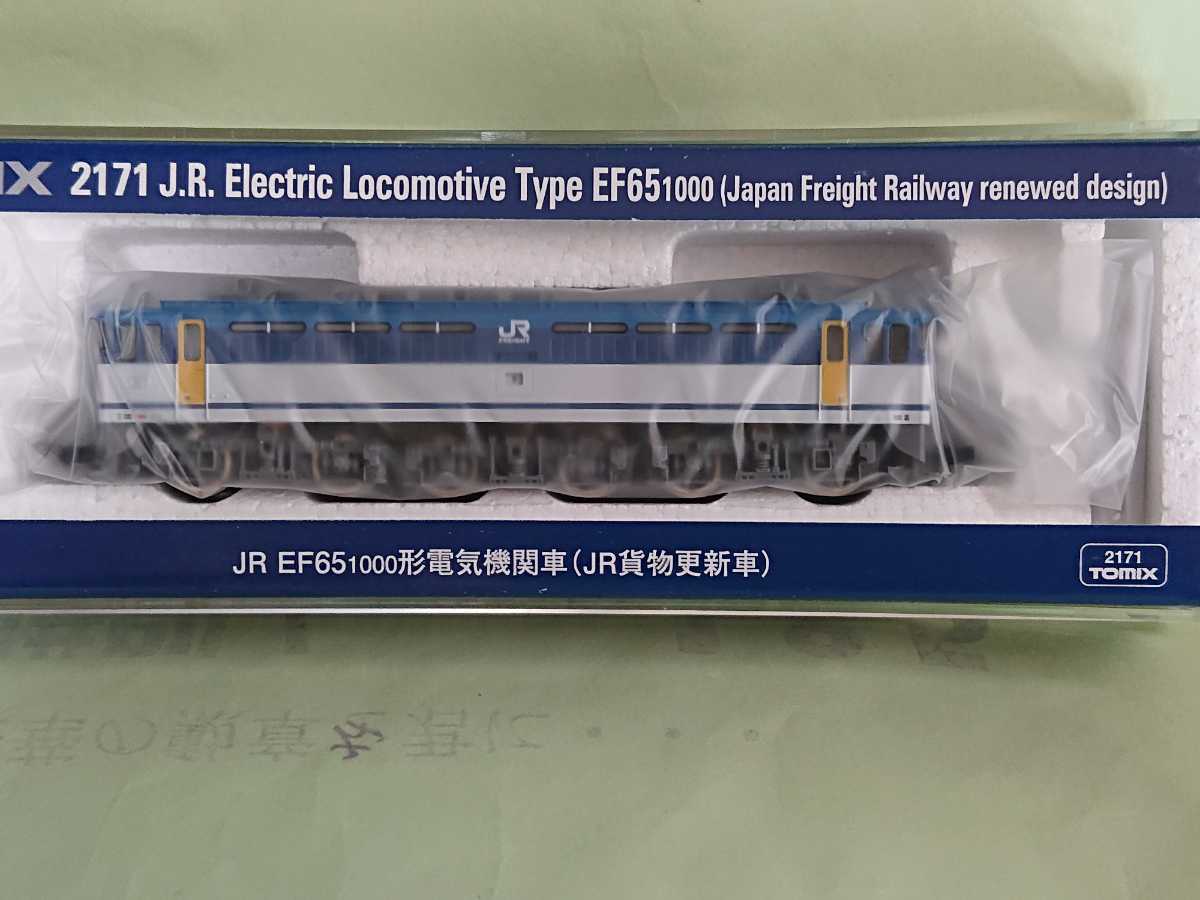 IX 2171 J.R. Electric Locomotive Type EF651000 (Japan Freight Railway renewed design)
JR
FREIGHT
JR EF651000形電気機関車(JR貨物更新車)
2171
TOMIX